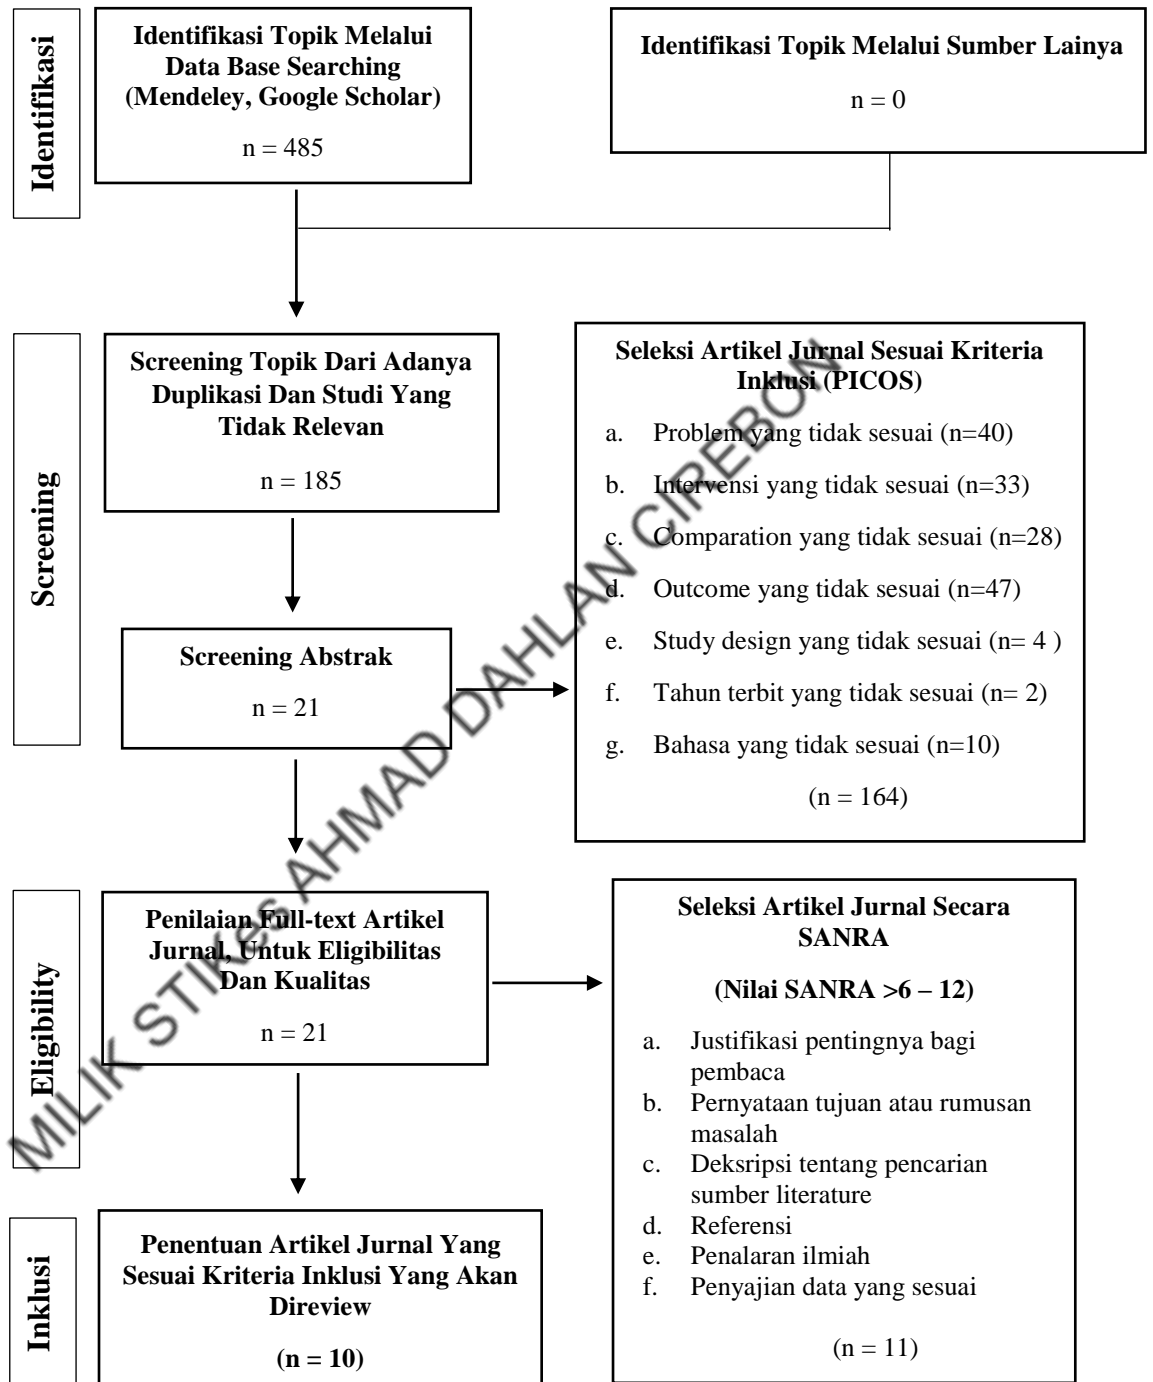 Identifikasi
Identifikasi Topik Melalui
Data Base Searching
(Mendeley, Google Scholar)
n = 485
Identifikasi Topik Melalui Sumber Lainya
n = 0
Screening
Screening Topik Dari Adanya
Duplikasi Dan Studi Yang
Tidak Relevan
n = 185
Screening Abstrak
n = 21
Seleksi Artikel Jurnal Sesuai Kriteria
Inklusi (PICOS)
a. Problem yang tidak sesuai (n=40)
b. Intervensi yang tidak sesuai (n=33)
c. Comparation yang tidak sesuai (n=28)
d. Outcome yang tidak sesuai (n=47)
e. Study design yang tidak sesuai (n= 4 )
f. Tahun terbit yang tidak sesuai (n= 2)
g. Bahasa yang tidak sesuai (n=10)
(n = 164)
Eligibility
Penilaian Full-text Artikel
Jurnal, Untuk Eligibilitas
Dan Kualitas
n = 21
Seleksi Artikel Jurnal Secara
SANRA
(Nilai SANRA >6 – 12)
a. Justifikasi pentingnya bagi
pembaca
b. Pernyataan tujuan atau rumusan
masalah
c. Deksripsi tentang pencarian
sumber literature
d. Referensi
e. Penalaran ilmiah
f. Penyajian data yang sesuai
(n = 11)
Inklusi
Penentuan Artikel Jurnal Yang
Sesuai Kriteria Inklusi Yang Akan
Direview
(n = 10)
MILIK STIKes AHMAD DAHLAN CIREBON